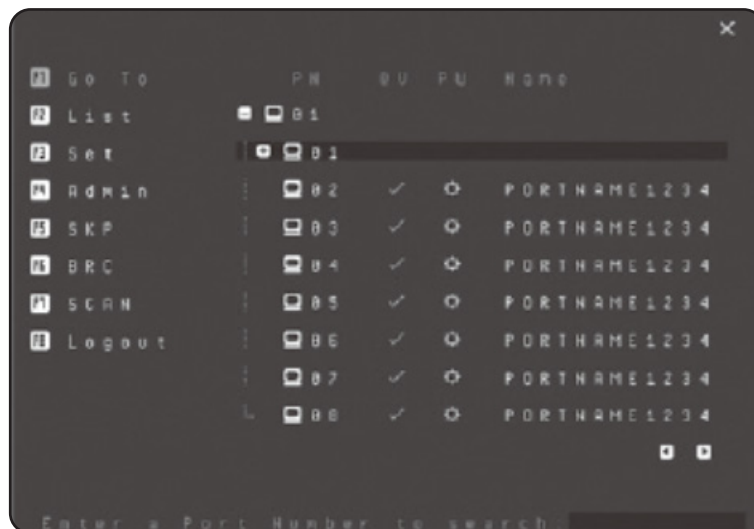 F1 Go To PN QV PW Name
F2 List 01
F3 Set 01
F4 Admin 02 PORTNAME1234
F5 SKP 03 PORTNAME1234
F6 BRC 04 PORTNAME1234
F7 SCAN 05 PORTNAME1234
F8 Logout 06 PORTNAME1234
07 PORTNAME1234
08 PORTNAME1234
Enter a Port Number to search